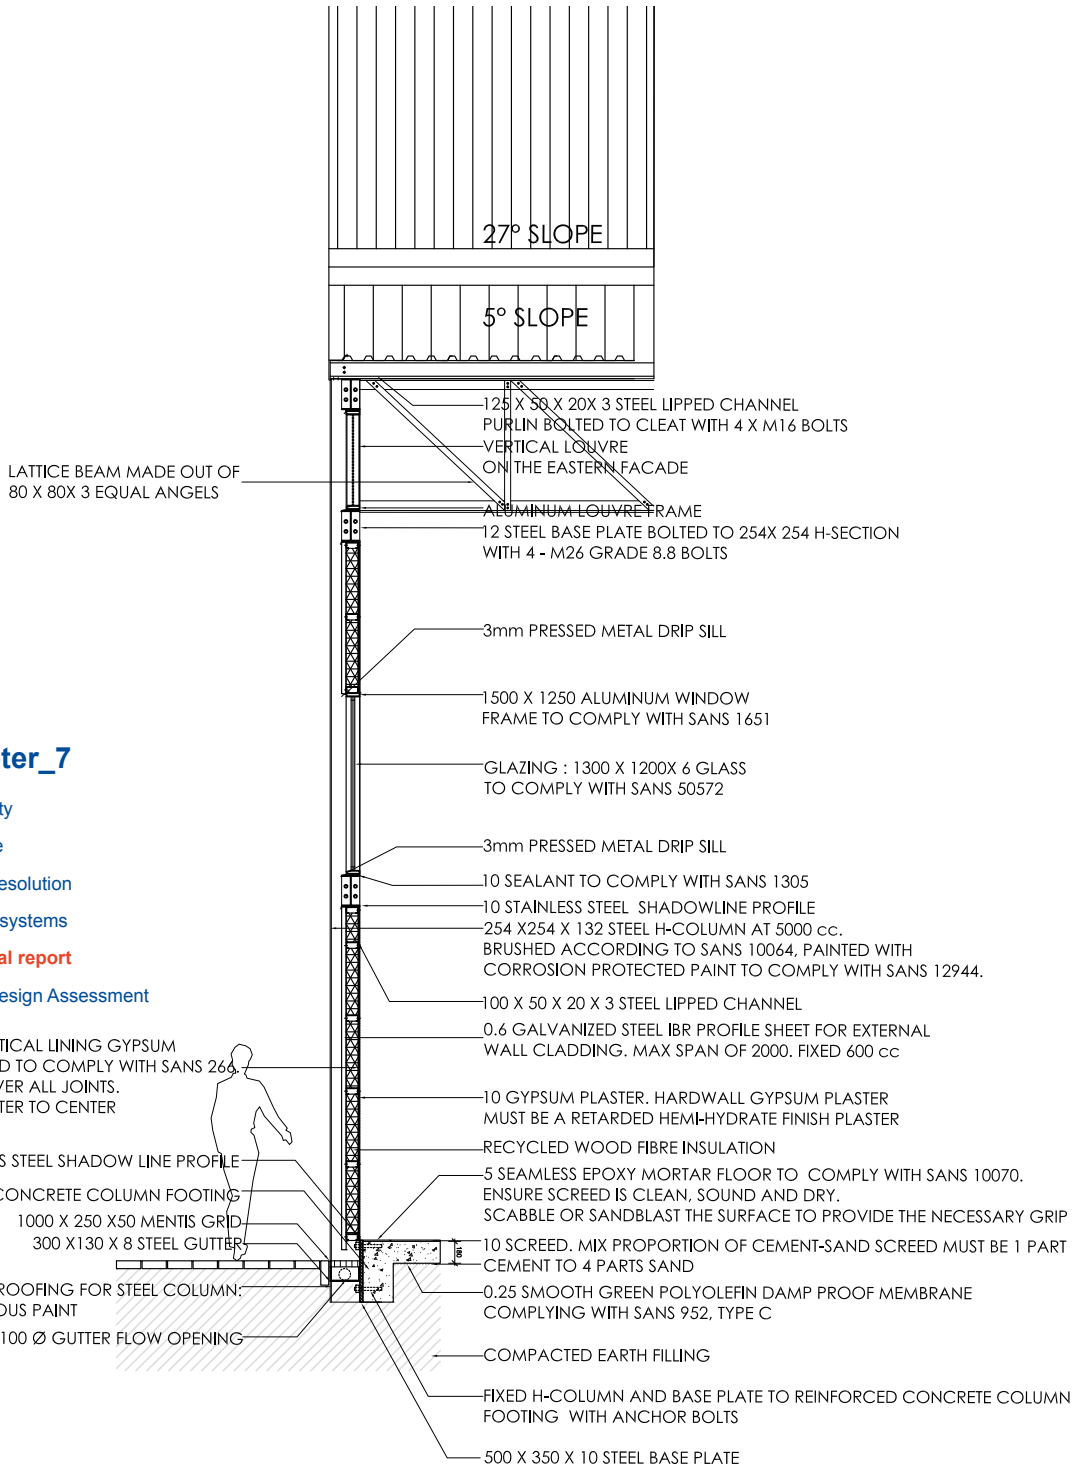 27° SLOPE
5° SLOPE
125 X 50 X 20X 3 STEEL LIPPED CHANNEL
PURLIN BOLTED TO CLEAT WITH 4 X M16 BOLTS
VERTICAL LOUVRE
ON THE EASTERN FACADE
LATTICE BEAM MADE OUT OF
80 X 80X 3 EQUAL ANGELS
ALUMINUM LOUVRE FRAME
12 STEEL BASE PLATE BOLTED TO 254X 254 H-SECTION
WITH 4 - M26 GRADE 8.8 BOLTS
3mm PRESSED METAL DRIP SILL
1500 X 1250 ALUMINUM WINDOW
FRAME TO COMPLY WITH SANS 1651
GLAZING : 1300 X 1200X 6 GLASS
TO COMPLY WITH SANS 50572
3mm PRESSED METAL DRIP SILL
10 SEALANT TO COMPLY WITH SANS 1305
10 STAINLESS STEEL SHADOWLINE PROFILE
254 X254 X 132 STEEL H-COLUMN AT 5000 cc.
BRUSHED ACCORDING TO SANS 10064, PAINTED WITH
CORROSION PROTECTED PAINT TO COMPLY WITH SANS 12944.
100 X 50 X 20 X 3 STEEL LIPPED CHANNEL
0.6 GALVANIZED STEEL IBR PROFILE SHEET FOR EXTERNAL
WALL CLADDING. MAX SPAN OF 2000. FIXED 600 cc
10 GYPSUM PLASTER. HARDWALL GYPSUM PLASTER
MUST BE A RETARDED HEMI-HYDRATE FINISH PLASTER
RECYCLED WOOD FIBRE INSULATION
5 SEAMLESS EPOXY MORTAR FLOOR TO COMPLY WITH SANS 10070.
ENSURE SCREED IS CLEAN, SOUND AND DRY.
SCABBLE OR SANDBLAST THE SURFACE TO PROVIDE THE NECESSARY GRIP
10 SCREED. MIX PROPORTION OF CEMENT-SAND SCREED MUST BE 1 PART
CEMENT TO 4 PARTS SAND
180
0.25 SMOOTH GREEN POLYOLEFIN DAMP PROOF MEMBRANE
COMPLYING WITH SANS 952, TYPE C
COMPACTED EARTH FILLING
FIXED H-COLUMN AND BASE PLATE TO REINFORCED CONCRETE COLUMN
FOOTING WITH ANCHOR BOLTS
500 X 350 X 10 STEEL BASE PLATE
ter_7
ty
e
esolution
systems
al report
esign Assessment
TICAL LINING GYPSUM
D TO COMPLY WITH SANS 266.
VER ALL JOINTS.
TER TO CENTER
S STEEL SHADOW LINE PROFILE
CONCRETE COLUMN FOOTING
1000 X 250 X50 MENTIS GRID
300 X130 X 8 STEEL GUTTER
ROOFING FOR STEEL COLUMN:
OUS PAINT
100 Ø GUTTER FLOW OPENING